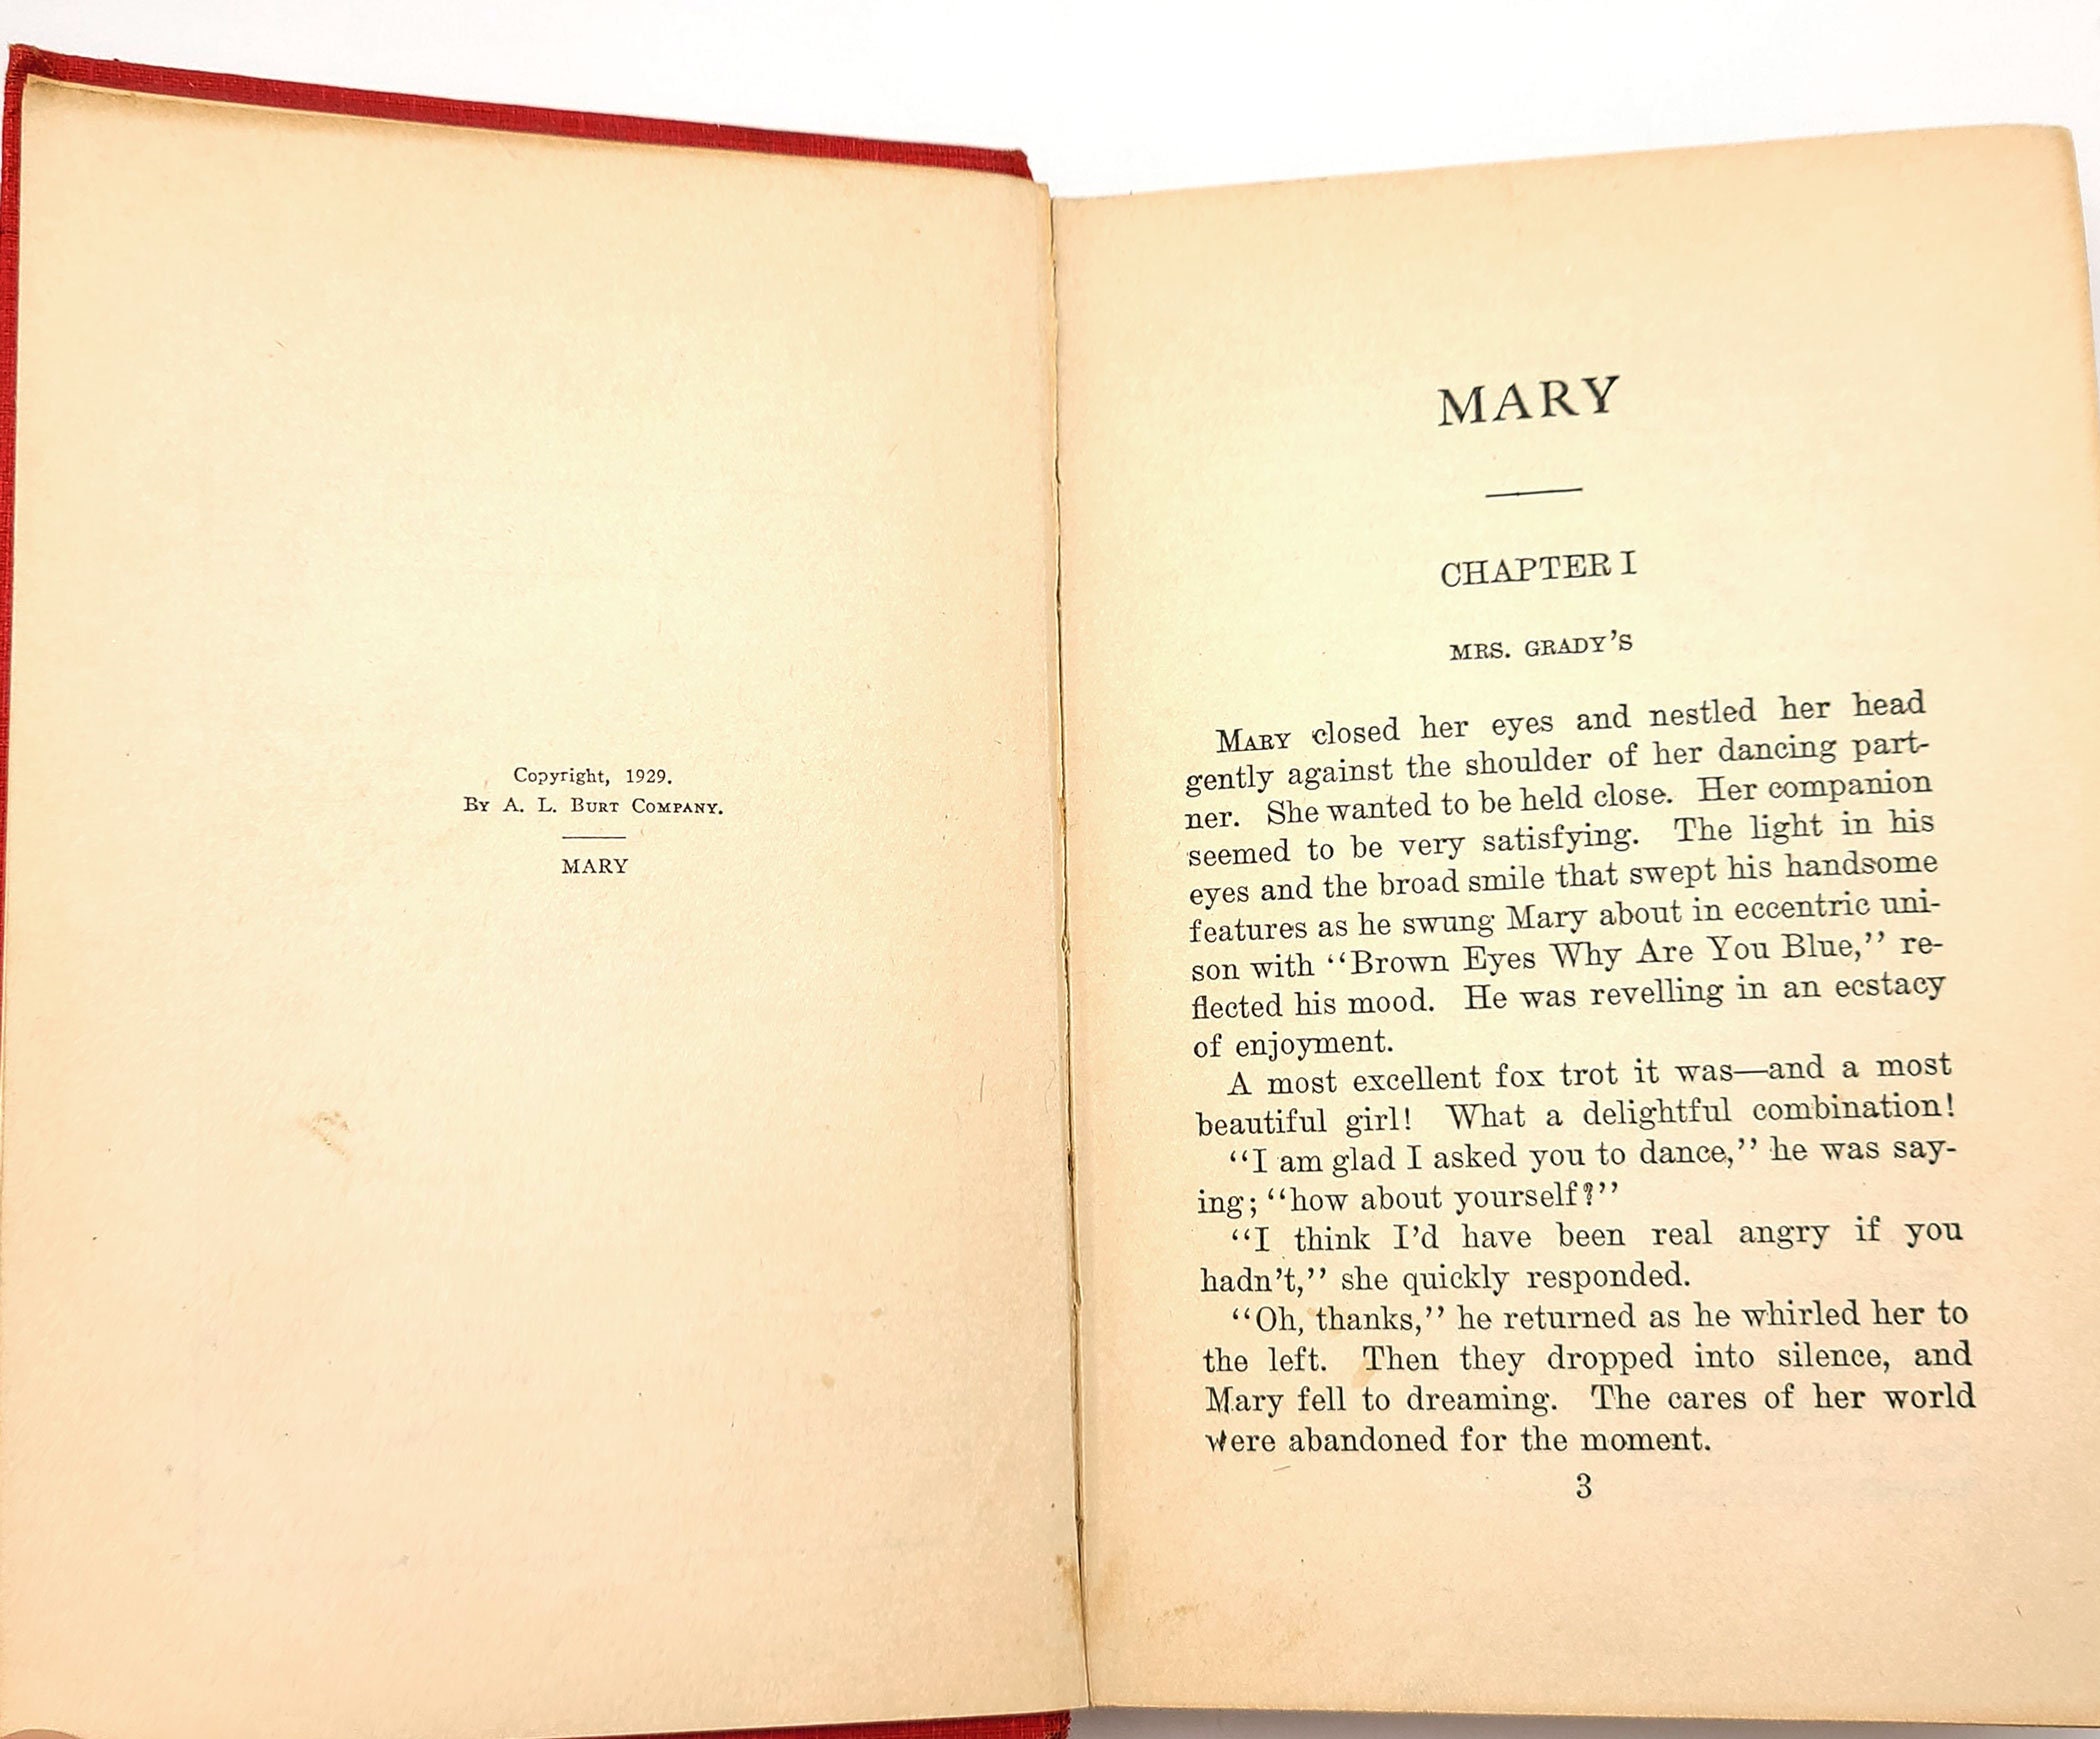 Copyright, 1929.
By A. L. Burt Company.
MARY
MARY
CHAPTER I
MRS. GRADY'S
Mary closed her eyes and nestled her head
gently against the shoulder of her dancing part-
ner. She wanted to be held close. Her companion
seemed to be very satisfying. The light in his
eyes and the broad smile that swept his handsome
features as he swung Mary about in eccentric uni-
son with “Brown Eyes Why Are You Blue,” re-
flected his mood. He was revelling in an ecstacy
of enjoyment.
A most excellent fox trot it was—and a most
beautiful girl! What a delightful combination!
“I am glad I asked you to dance,” he was say-
ing; “how about yourself?”
“I think I’d have been real angry if you
hadn’t,” she quickly responded.
“Oh, thanks,” he returned as he whirled her to
the left. Then they dropped into silence, and
Mary fell to dreaming. The cares of her world
were abandoned for the moment.
3